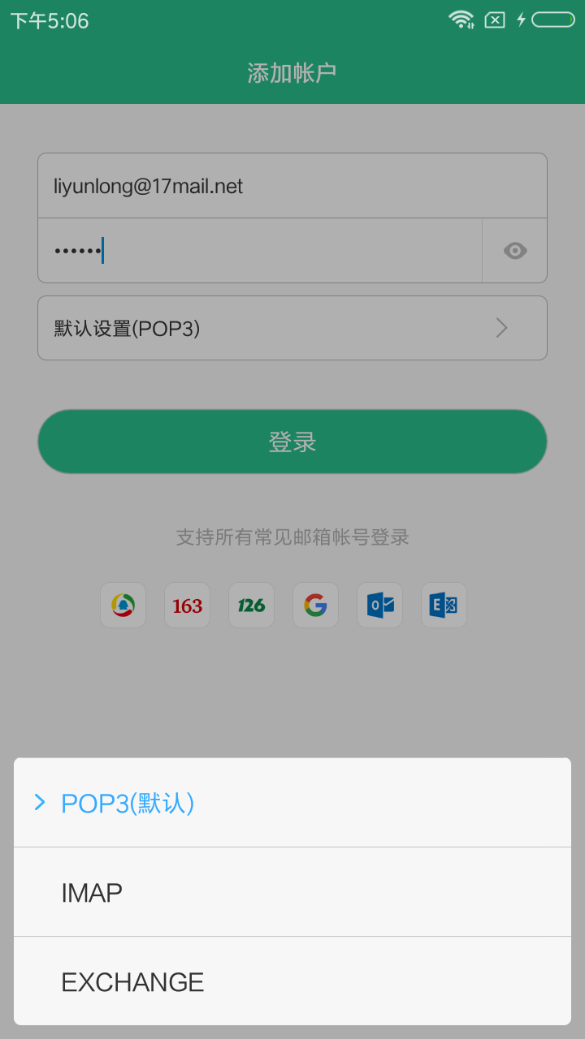 下午5:06
添加帐户
liyunlong@17mail.net
••••••
默认设置(POP3)
登录
支持所有常见邮箱帐号登录
163 126 G O E
POP3(默认)
IMAP
EXCHANGE